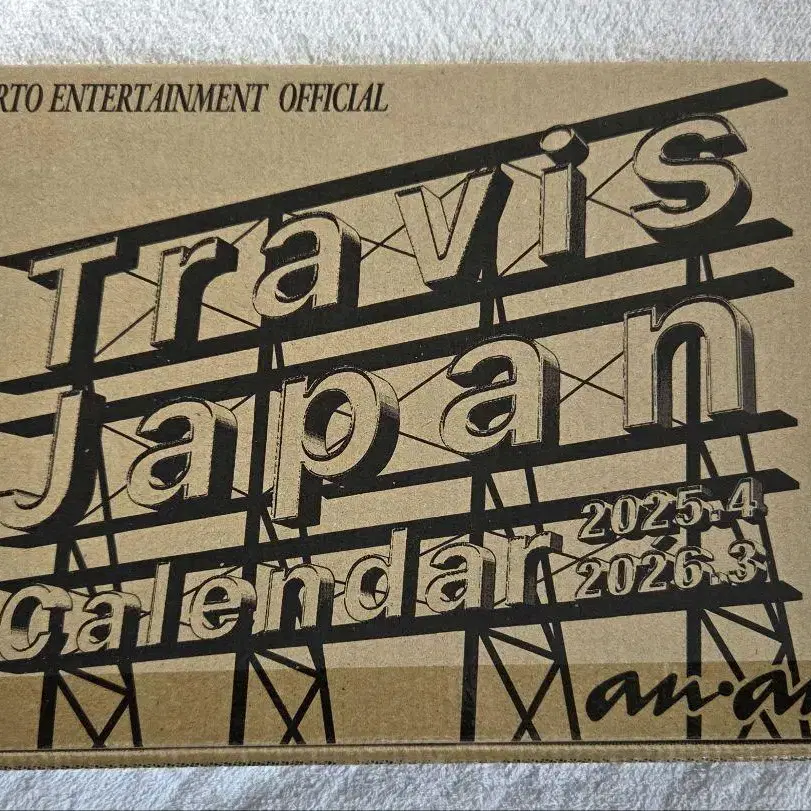 RTO ENTERTAINMENT OFFICIAL
Travis
Japan
Calendar
2025.4
2026.3
an·an